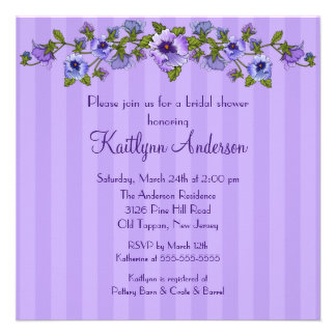 Please join us for a bridal shower
honoring
Kaitlynn Anderson
Saturday, March 24th at 2:00 pm
The Anderson Residence
3126 Pine Hill Road
Old Tappan, New Jersey
RSVP by March 12th
Katherine at 555-555-5555
Kaitlynn is registered at
Pottery Barn & Crate & Barrel